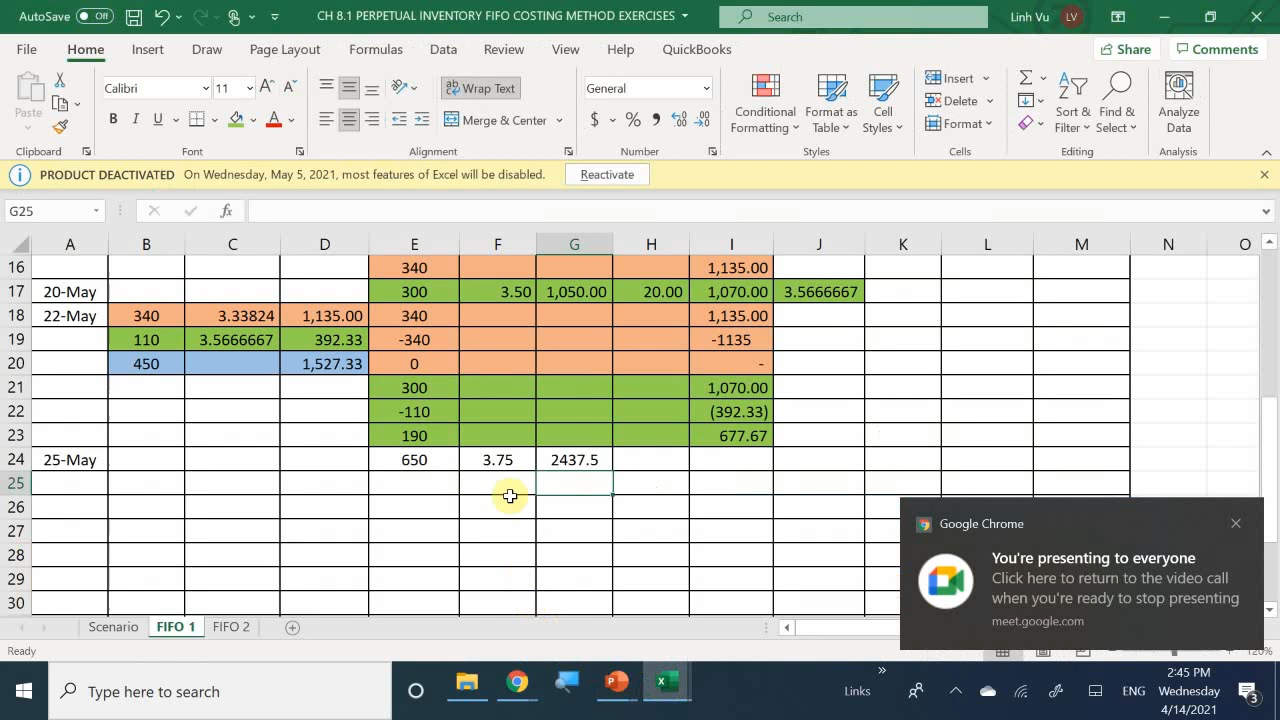 AutoSave Off CH 8.1 PERPETUAL INVENTORY FIFO COSTING METHOD EXERCISES Search Linh Vu LV
File Home Insert Draw Page Layout Formulas Data Review View Help QuickBooks Share Comments
Paste Calibri 11 A A B I U A ab Wrap Text Merge & Center General $ % , Conditional Formatting Format as Table Cell Styles Insert Delete Format Sort & Filter Find & Select Analyze Data
Clipboard Font Alignment Number Styles Cells Editing Analysis
PRODUCT DEACTIVATED On Wednesday, May 5, 2021, most features of Excel will be disabled. Reactivate
G25 fx
A B C D E F G H I J K L M N O
16 340 1,135.00
17 20-May 300 3.50 1,050.00 20.00 1,070.00 3.5666667
18 22-May 340 3.33824 1,135.00 340 1,135.00
19 110 3.5666667 392.33 -340 -1135
20 450 1,527.33 0 -
21 300 1,070.00
22 -110 (392.33)
23 190 677.67
24 25-May 650 3.75 2437.5
25
26
27
28
29
30
Google Chrome
You're presenting to everyone
Click here to return to the video call
when you're ready to stop presenting
meet.google.com
Scenario FIFO 1 FIFO 2
Ready 120%
Type here to search Links ENG 2:45 PM
Wednesday
4/14/2021
3